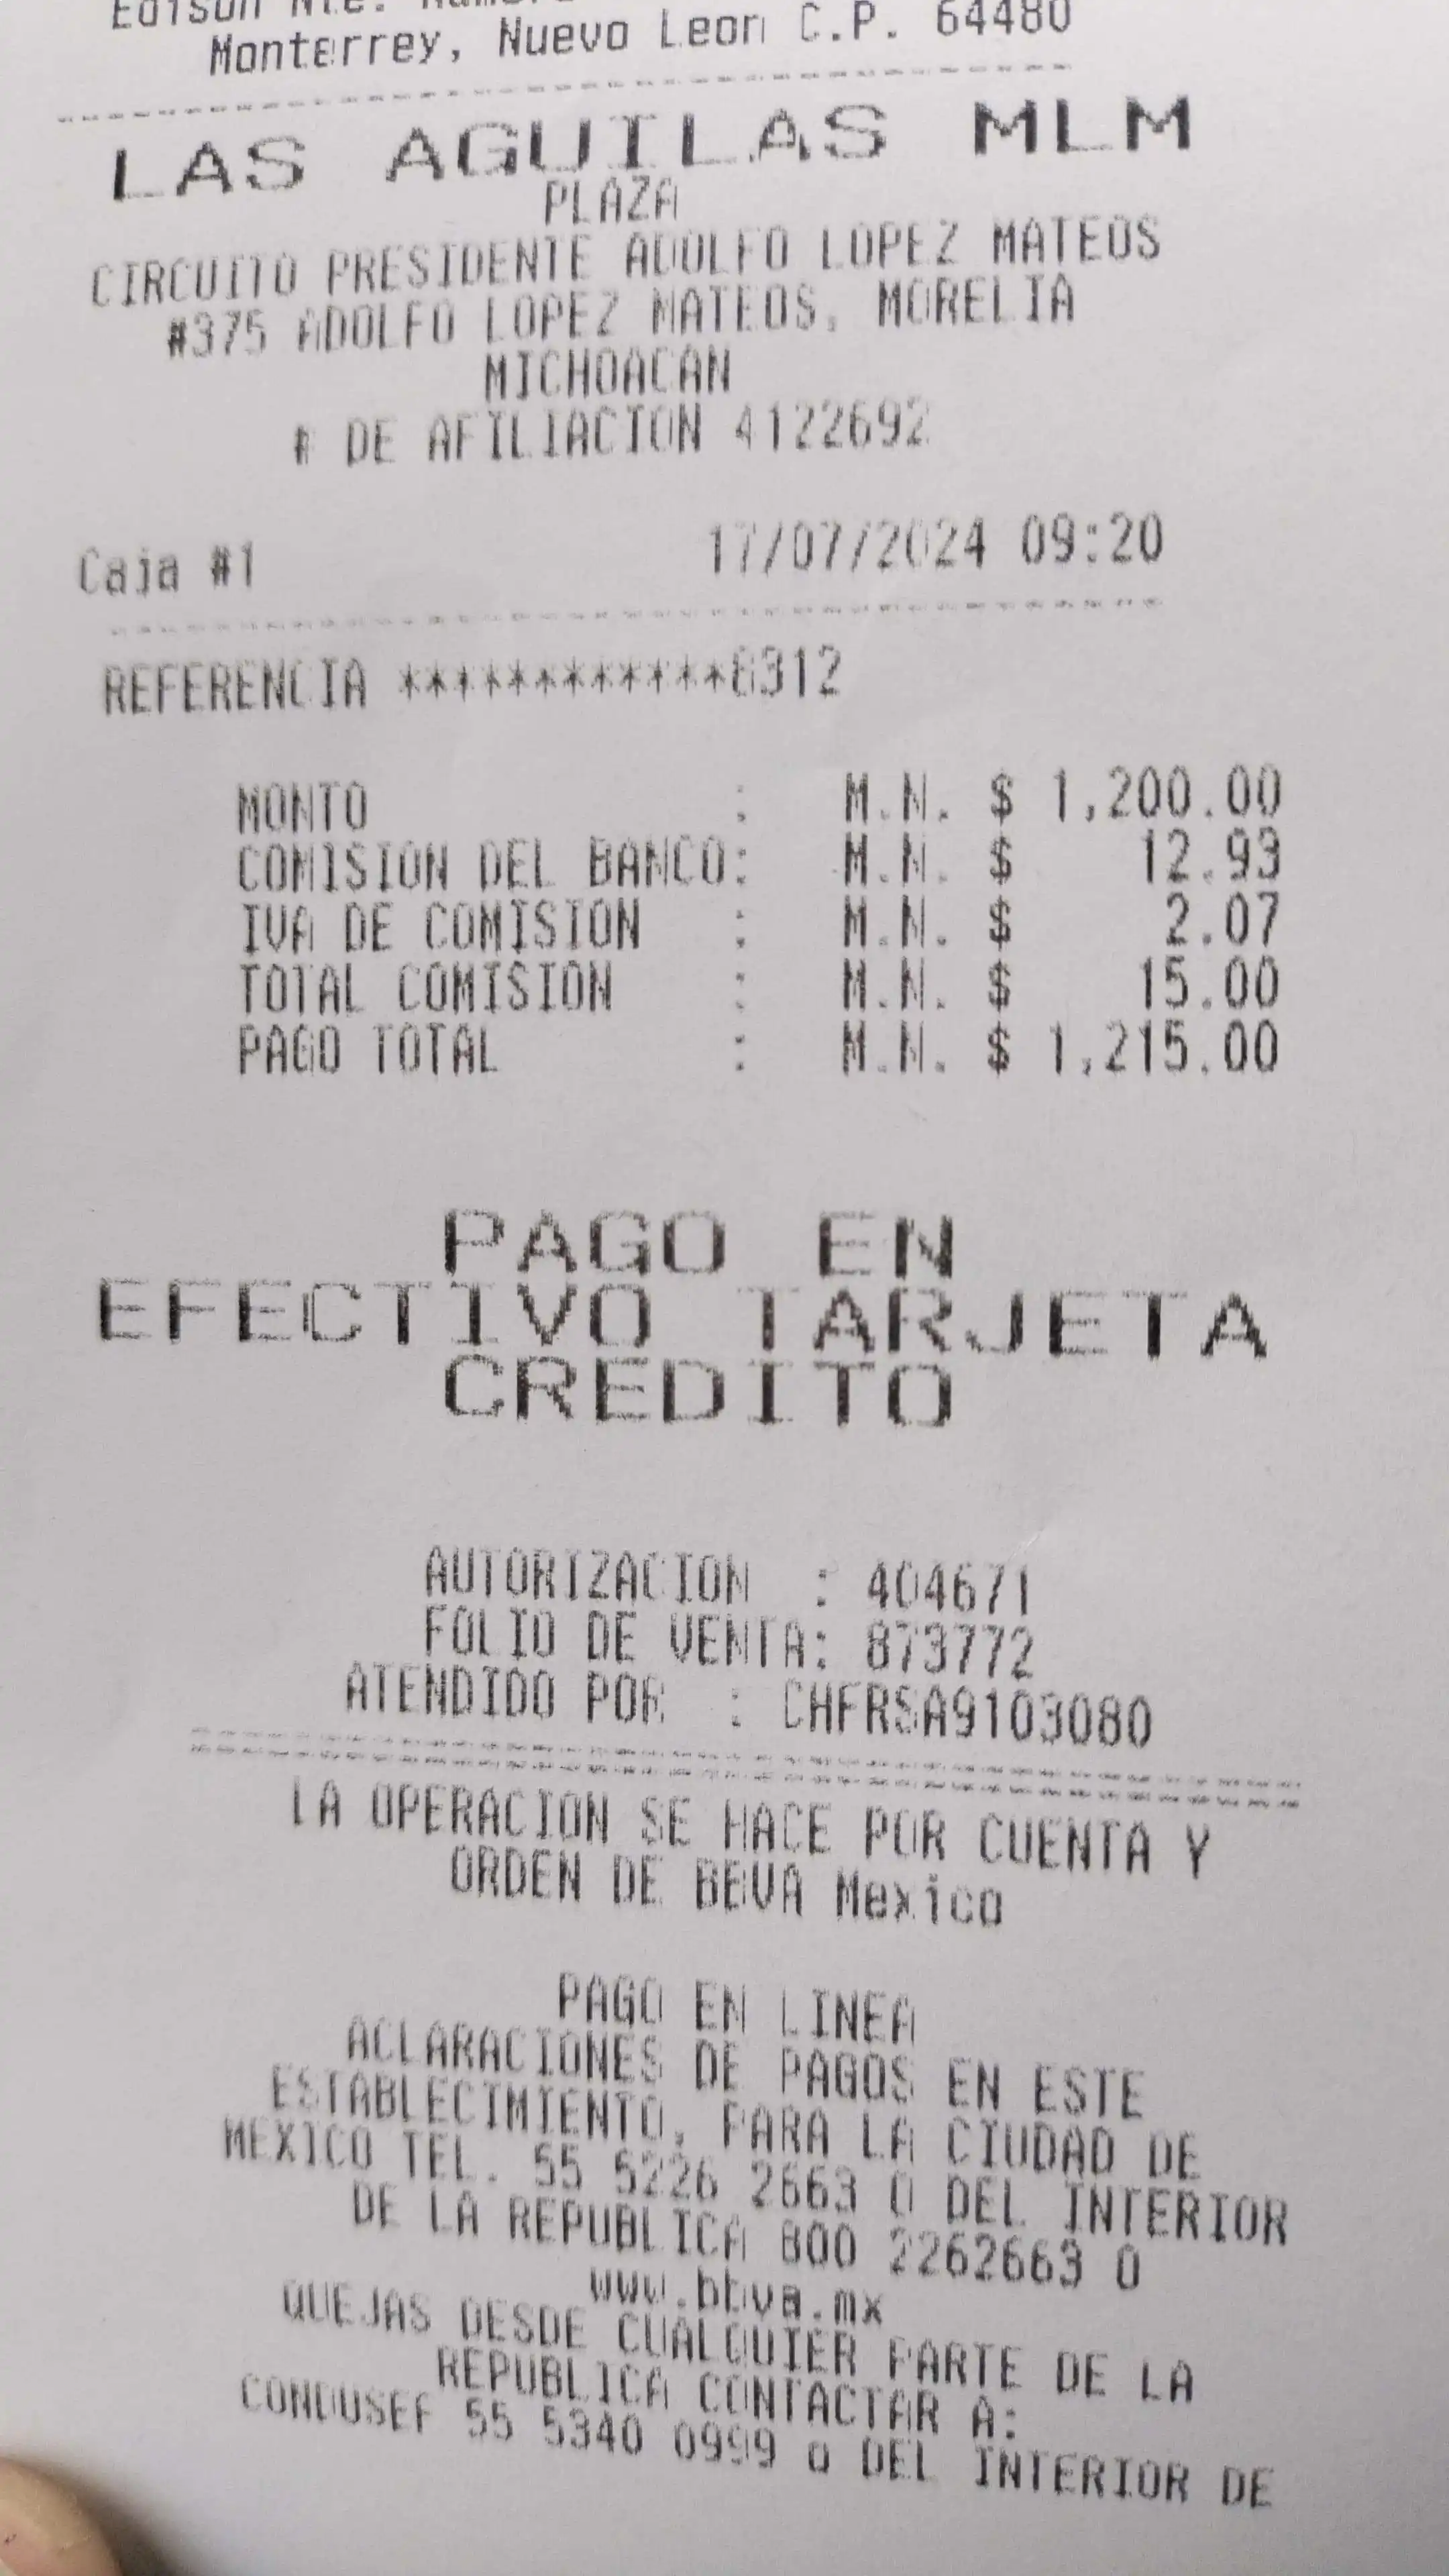 Edison Nte.
Monterrey, Nuevo Leon C.P. 64480
LAS AGUILAS MLM
PLAZA
CIRCUITO PRESIDENTE ADOLFO LOPEZ MATEOS
#375 ADOLFO LOPEZ MATEOS, MORELIA
MICHOACAN
# DE AFILIACION 4122692
Caja #1 17/07/2024 09:20
REFERENCIA ************8312
MONTO : M.N. $ 1,200.00
COMISION DEL BANCO: M.N. $ 12.93
IVA DE COMISION : M.N. $ 2.07
TOTAL COMISION : M.N. $ 15.00
PAGO TOTAL : M.N. $ 1,215.00
PAGO EN
EFECTIVO TARJETA
CREDITO
AUTORIZACION : 404671
FOLIO DE VENTA: 873772
ATENDIDO POR : CHFRSA9103080
LA OPERACION SE HACE POR CUENTA Y
ORDEN DE BBVA Mexico
PAGO EN LINEA
ACLARACIONES DE PAGOS EN ESTE
ESTABLECIMIENTO, PARA LA CIUDAD DE
MEXICO TEL. 55 5226 2663 O DEL INTERIOR
DE LA REPUBLICA 800 2262663 O
www.bbva.mx
QUEJAS DESDE CUALQUIER PARTE DE LA
REPUBLICA CONTACTAR A:
CONDUSEF 55 5340 0999 o DEL INTERIOR DE